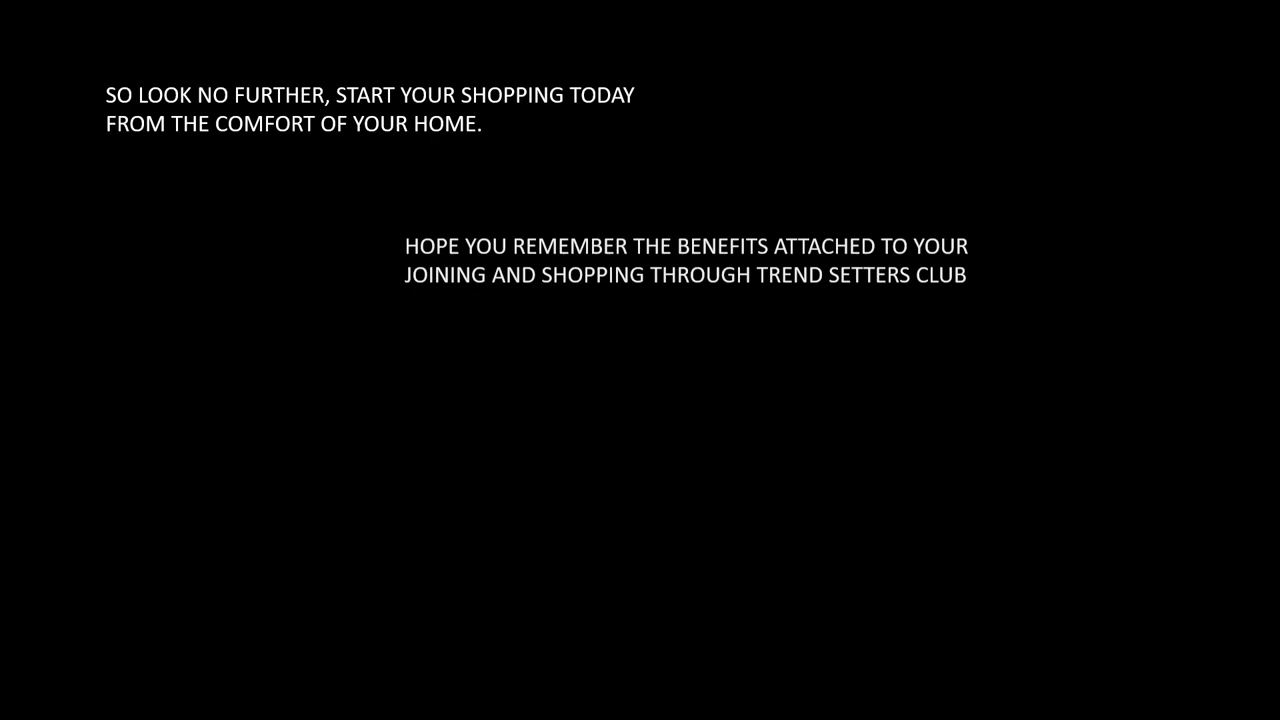 SO LOOK NO FURTHER, START YOUR SHOPPING TODAY
FROM THE COMFORT OF YOUR HOME.
HOPE YOU REMEMBER THE BENEFITS ATTACHED TO YOUR
JOINING AND SHOPPING THROUGH TREND SETTERS CLUB